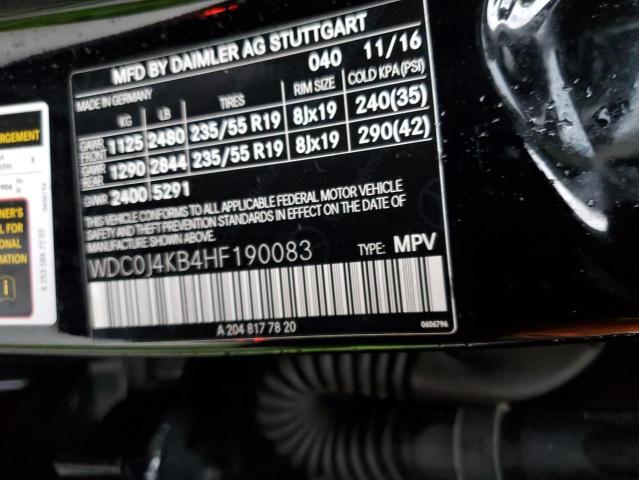 MFD BY DAIMLER AG STUTTGART
040 11/16
MADE IN GERMANY
KG LB TIRES RIM SIZE COLD KPA(PSI)
GAWR FRONT 1125 2480 235/55 R19 8Jx19 240(35)
GAWR REAR 1290 2844 235/55 R19 8Jx19 290(42)
GVWR 2400 5291
THIS VEHICLE CONFORMS TO ALL APPLICABLE FEDERAL MOTOR VEHICLE
SAFETY AND THEFT PREVENTION STANDARDS IN EFFECT ON THE DATE OF
MANUFACTURE SHOWN ABOVE.
WDC0J4KB4HF190083 TYPE: MPV
A 204 817 78 20
0606796